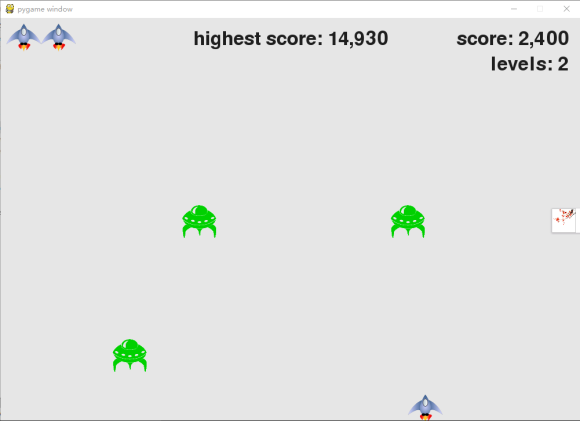 pygame window
highest score: 14,930
score: 2,400
levels: 2